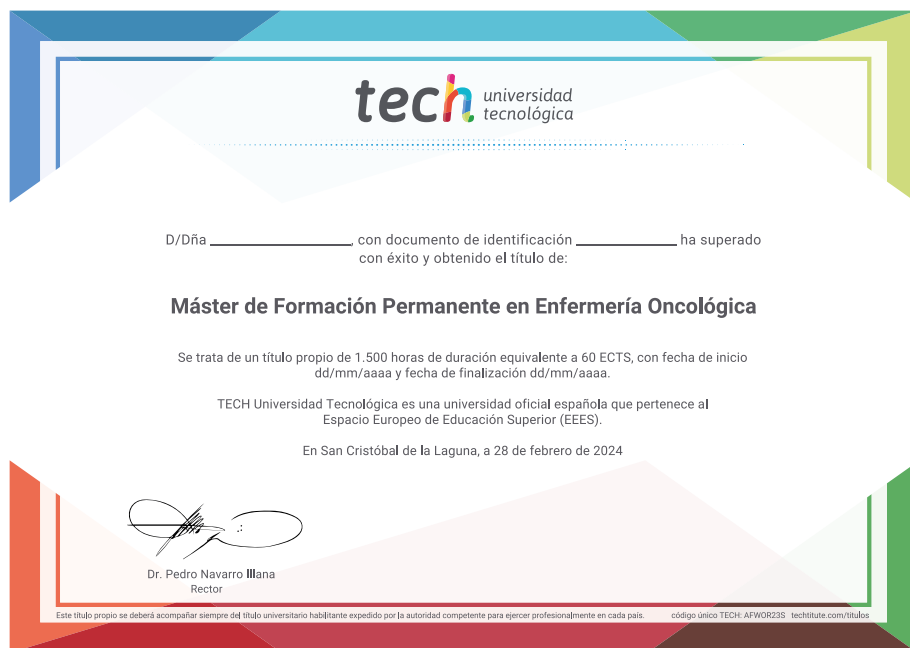 tech universidad
tecnológica
D/Dña ____________________, con documento de identificación ______________ ha superado
con éxito y obtenido el título de:
Máster de Formación Permanente en Enfermería Oncológica
Se trata de un título propio de 1.500 horas de duración equivalente a 60 ECTS, con fecha de inicio
dd/mm/aaaa y fecha de finalización dd/mm/aaaa.
TECH Universidad Tecnológica es una universidad oficial española que pertenece al
Espacio Europeo de Educación Superior (EEES).
En San Cristóbal de la Laguna, a 28 de febrero de 2024
Dr. Pedro Navarro Illana
Rector
Este título propio se deberá acompañar siempre del título universitario habilitante expedido por la autoridad competente para ejercer profesionalmente en cada país. código único TECH: AFWOR23S techtitute.com/titulos